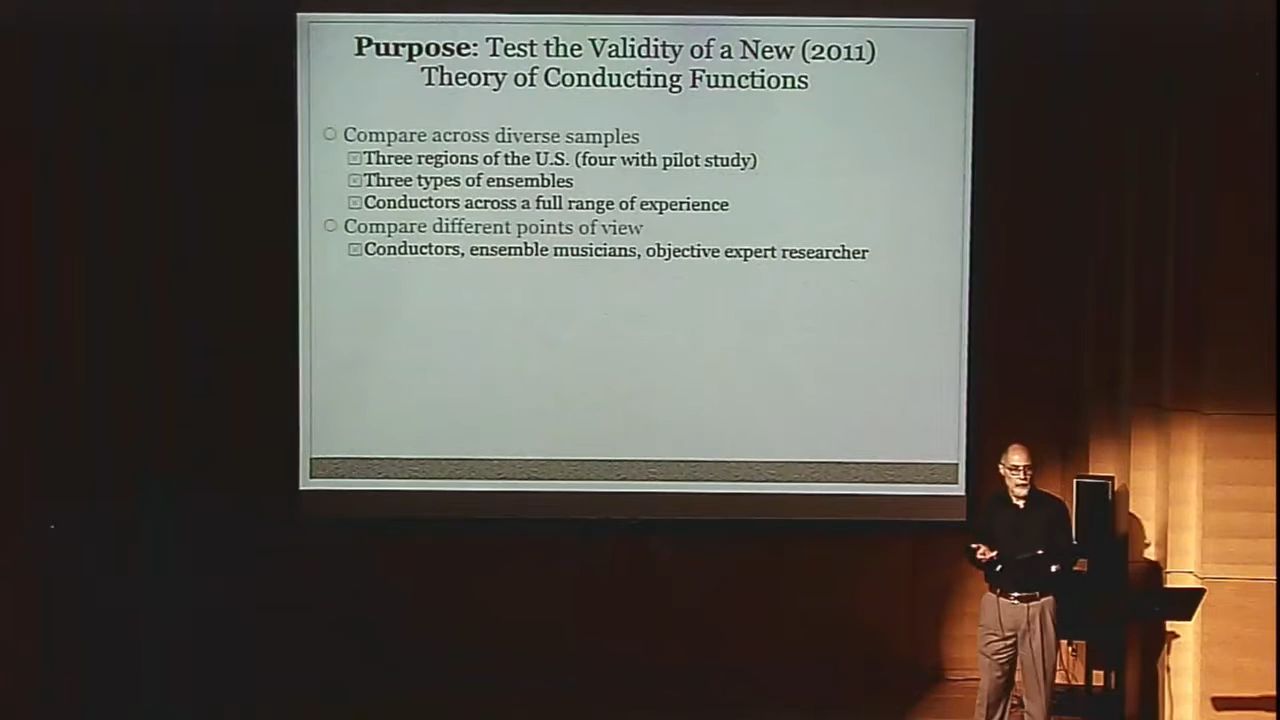 Purpose: Test the Validity of a New (2011)
Theory of Conducting Functions
Compare across diverse samples
Three regions of the U.S. (four with pilot study)
Three types of ensembles
Conductors across a full range of experience
Compare different points of view
Conductors, ensemble musicians, objective expert researcher